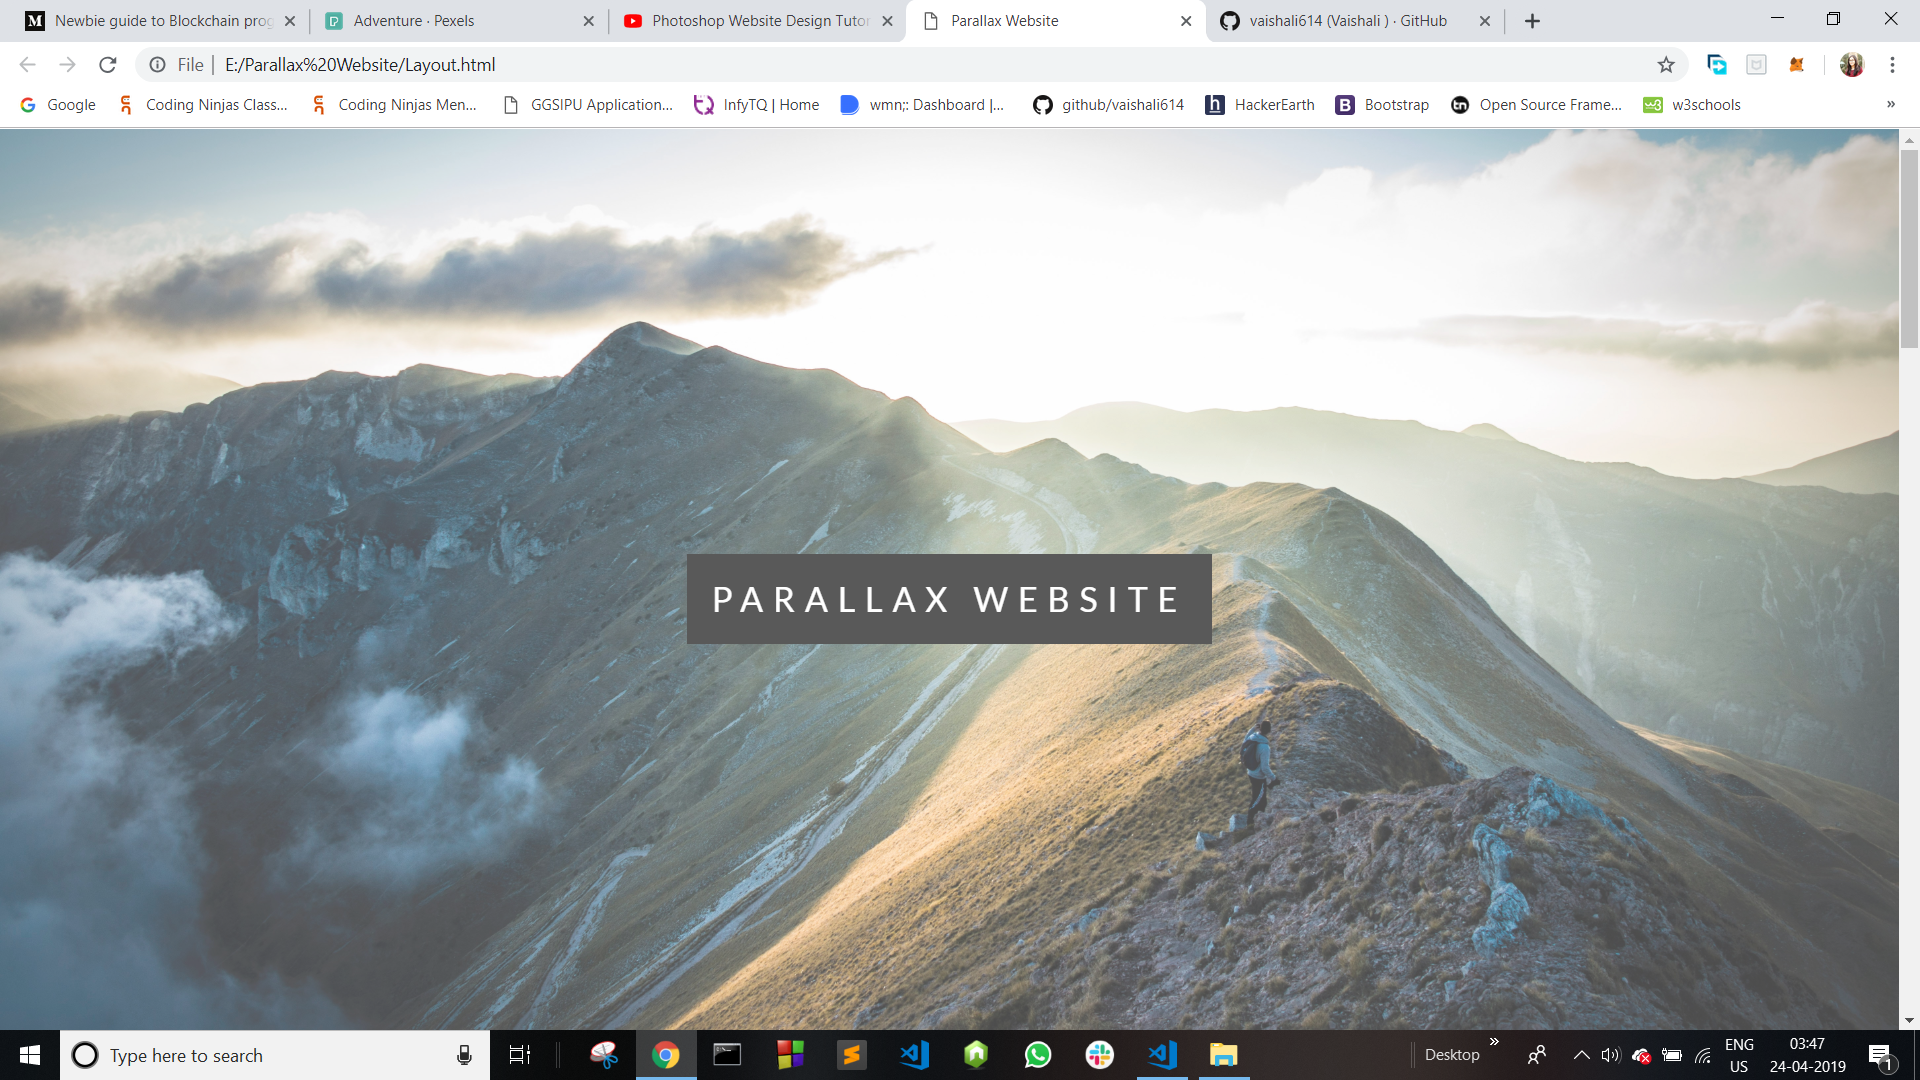 Newbie guide to Blockchain prog
Adventure · Pexels
Photoshop Website Design Tutor
Parallax Website
vaishali614 (Vaishali ) · GitHub
File | E:/Parallax%20Website/Layout.html
Google
Coding Ninjas Class...
Coding Ninjas Men...
GGSIPU Application...
InfyTQ | Home
wmn;: Dashboard |...
github/vaishali614
HackerEarth
Bootstrap
Open Source Frame...
w3schools
»
PARALLAX WEBSITE
Type here to search
Desktop
»
ENG
US
03:47
24-04-2019
1